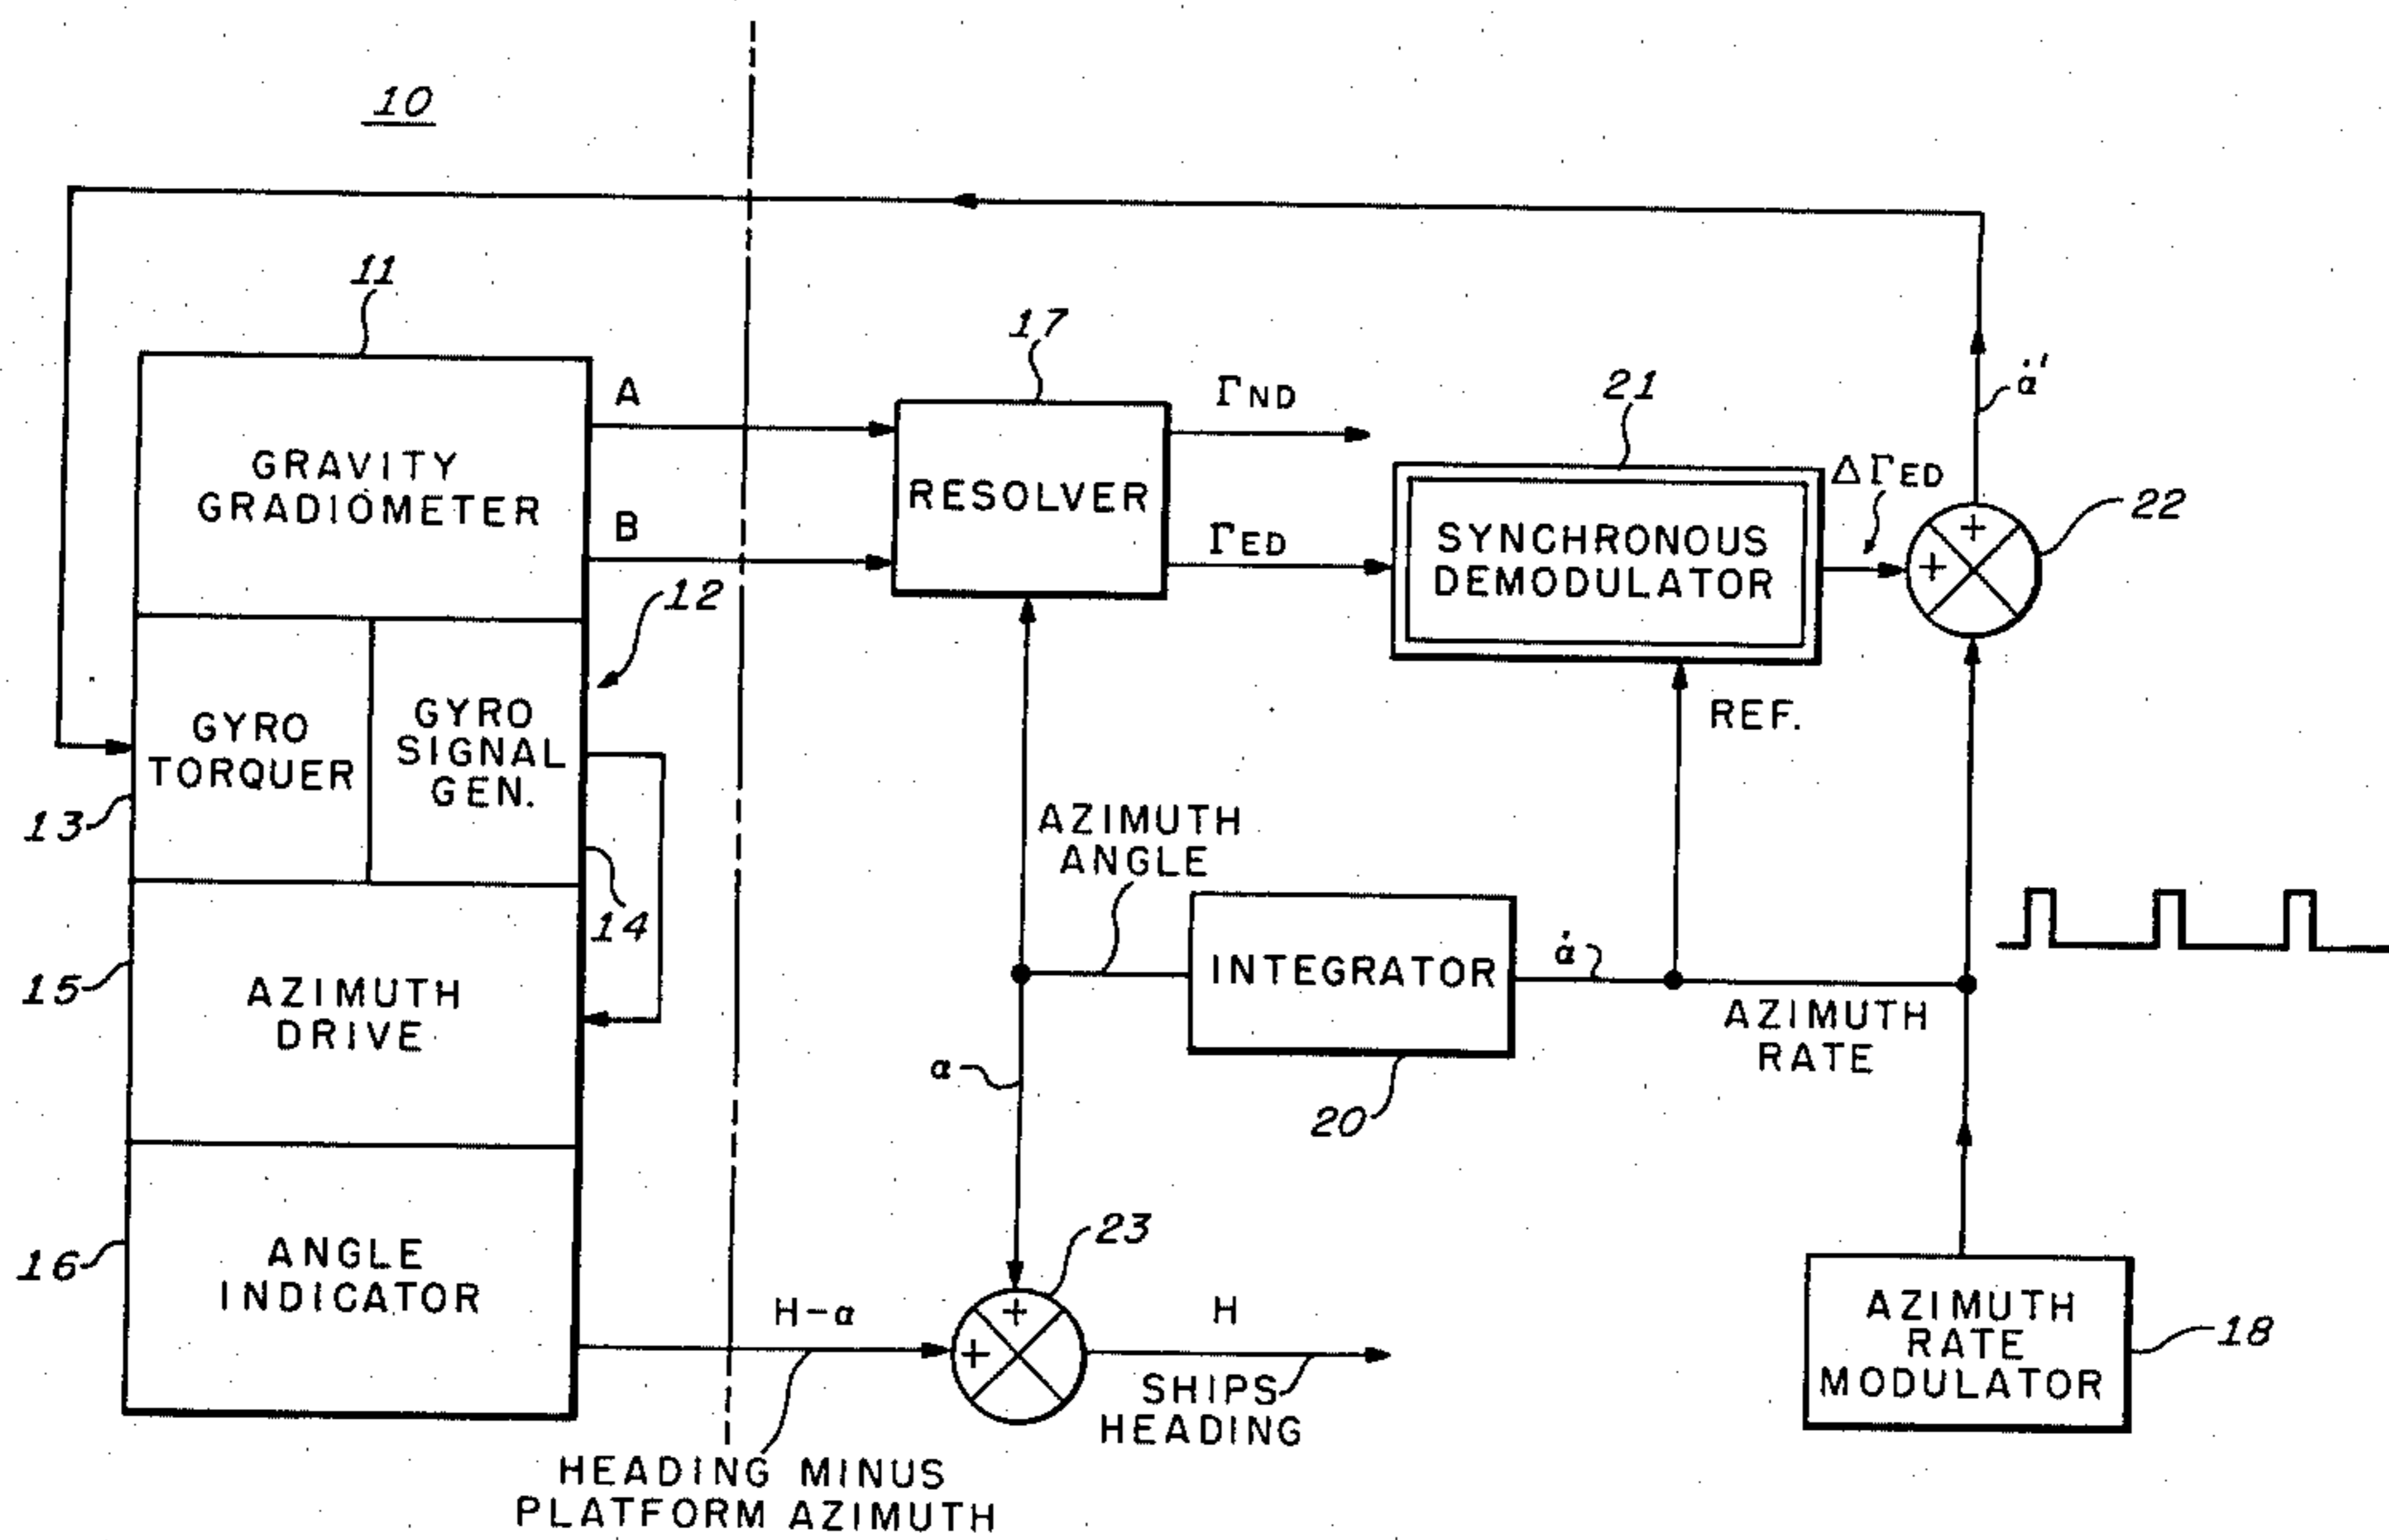 10
11
GRAVITY
GRADIOMETER
A
B
12
GYRO
TORQUER
13
GYRO
SIGNAL
GEN.
14
AZIMUTH
DRIVE
15
ANGLE
INDICATOR
16
17
RESOLVER
ΓND
ΓED
21
SYNCHRONOUS
DEMODULATOR
ΔΓED
+
+
22
α̇'
REF.
AZIMUTH
ANGLE
INTEGRATOR
20
α̇
AZIMUTH
RATE
α
AZIMUTH
RATE
MODULATOR
18
H-α
+
+
23
H
SHIPS
HEADING
HEADING MINUS
PLATFORM AZIMUTH